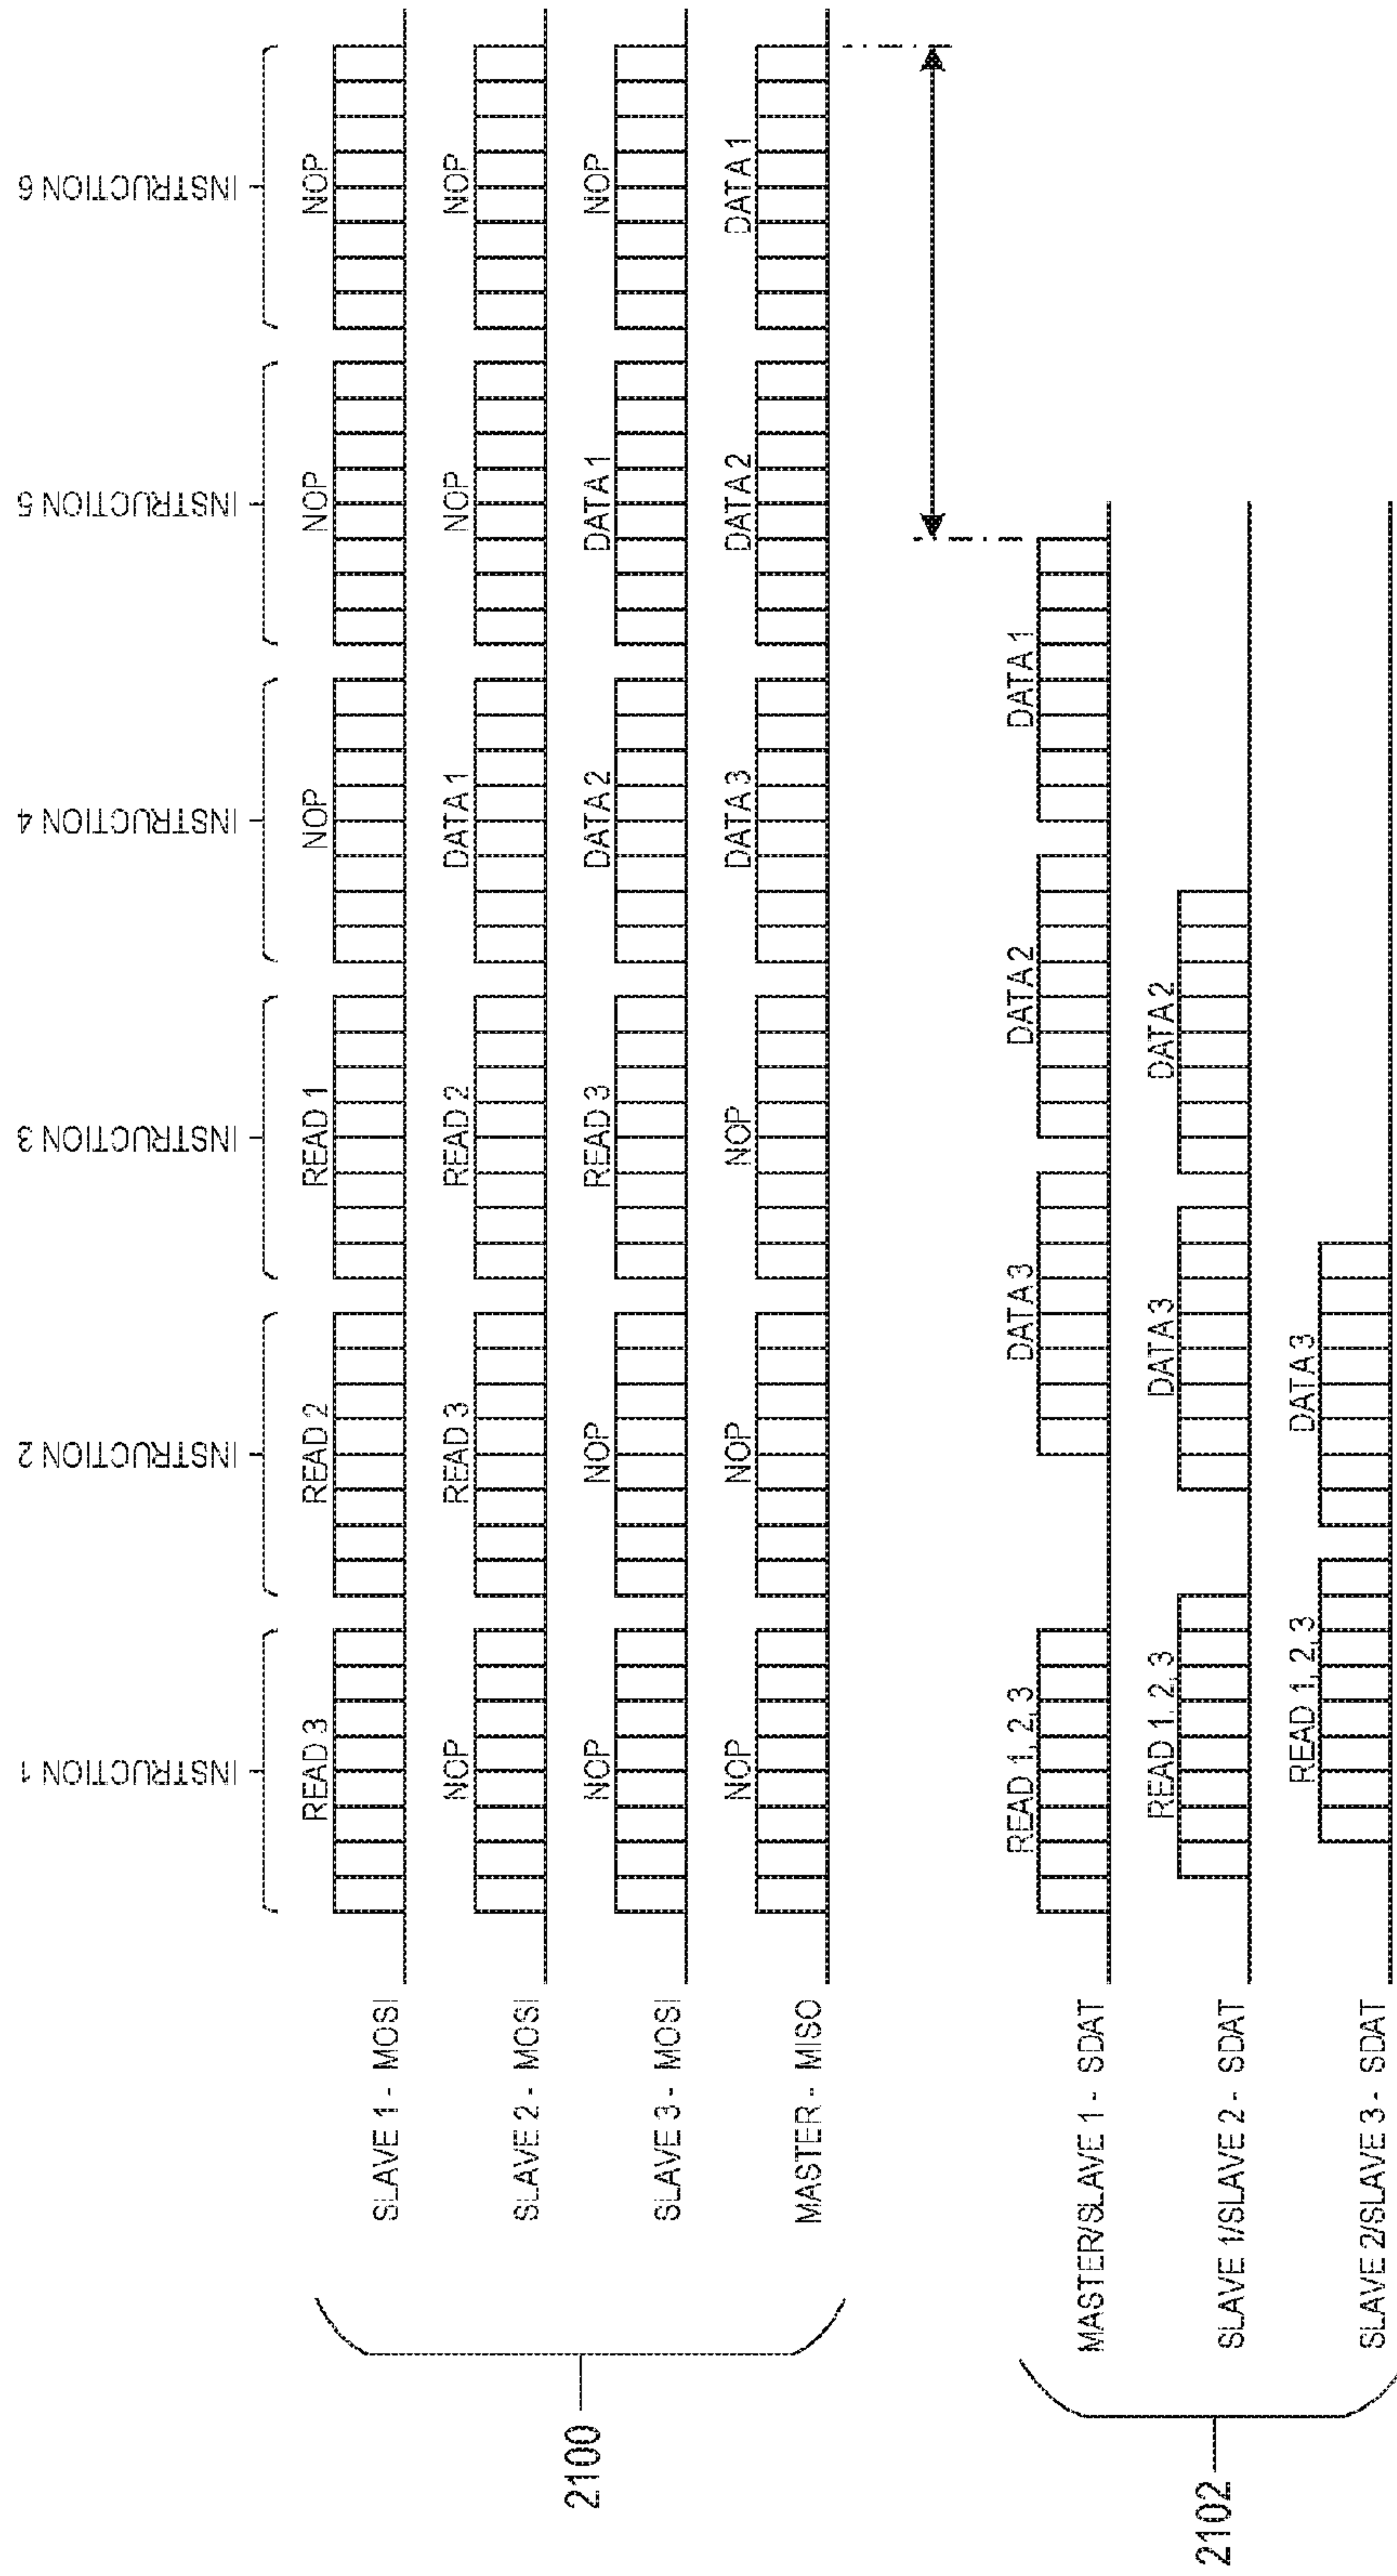 INSTRUCTION 1 INSTRUCTION 2 INSTRUCTION 3 INSTRUCTION 4 INSTRUCTION 5 INSTRUCTION 6
SLAVE 1 - MOSI READ 3 READ 2 READ 1 NOP NOP NOP
SLAVE 2 - MOSI NOP READ 3 READ 2 DATA 1 NOP NOP
SLAVE 3 - MOSI NOP NOP READ 3 DATA 2 DATA 1 NOP
MASTER - MISO NOP NOP NOP DATA 3 DATA 2 DATA 1
2100
MASTER/SLAVE 1 - SDAT READ 1, 2, 3 DATA 3 DATA 2 DATA 1
SLAVE 1/SLAVE 2 - SDAT READ 1, 2, 3 DATA 3 DATA 2
SLAVE 2/SLAVE 3 - SDAT READ 1, 2, 3 DATA 3
2102